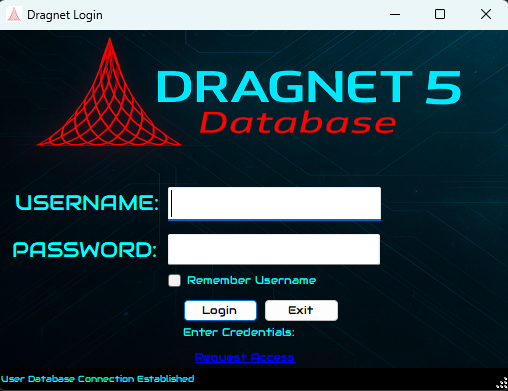 Dragnet Login
DRAGNET 5
Database
USERNAME:
PASSWORD:
Remember Username
Login Exit
Enter Credentials:
Request Access
User Database Connection Established